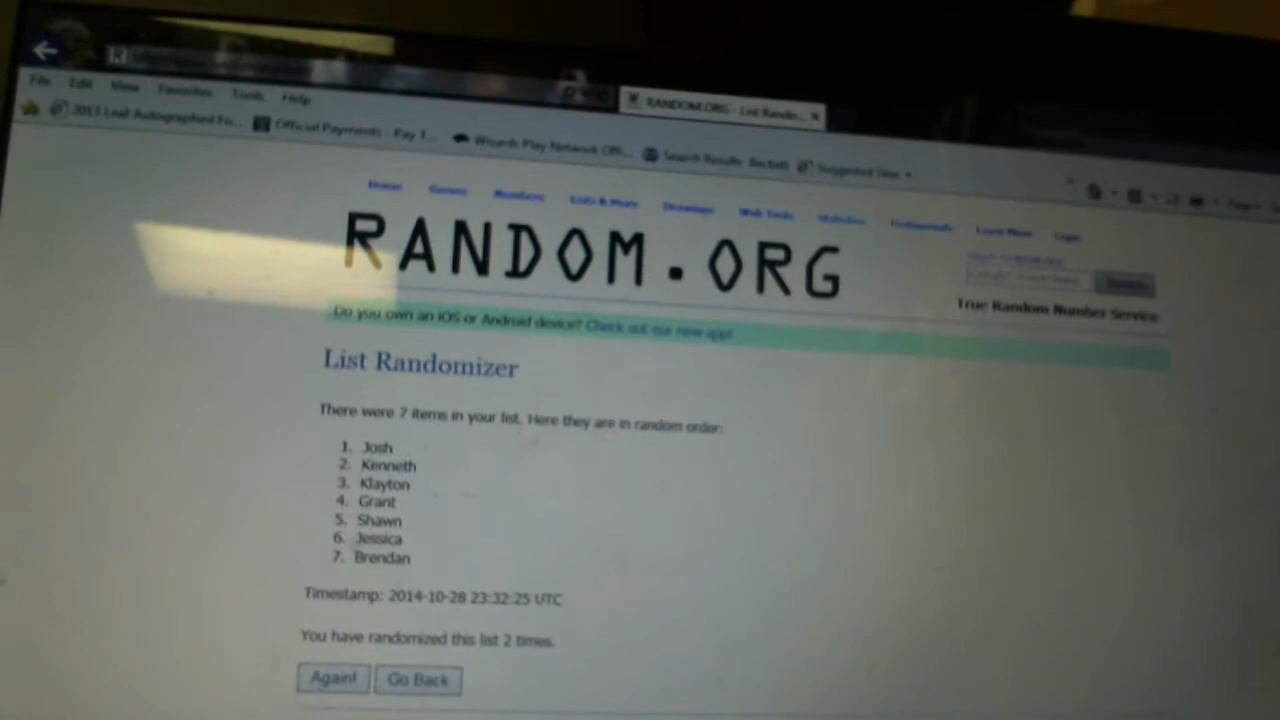 File Edit View Favorites Tools Help
RANDOM.ORG - List Rando...
2013 Leaf Autographed Fo... Official Payments - Pay T... Wizards Play Network Offi... Search Results Beckett Suggested Sites
Home Games Numbers Lists & More Drawings Web Tools Statistics Testimonials Learn More Login
RANDOM.ORG
Search
True Random Number Service
Do you own an iOS or Android device? Check out our new app!
List Randomizer
There were 7 items in your list. Here they are in random order:
1. Josh
2. Kenneth
3. Klayton
4. Grant
5. Shawn
6. Jessica
7. Brendan
Timestamp: 2014-10-28 23:32:25 UTC
You have randomized this list 2 times.
Again! Go Back